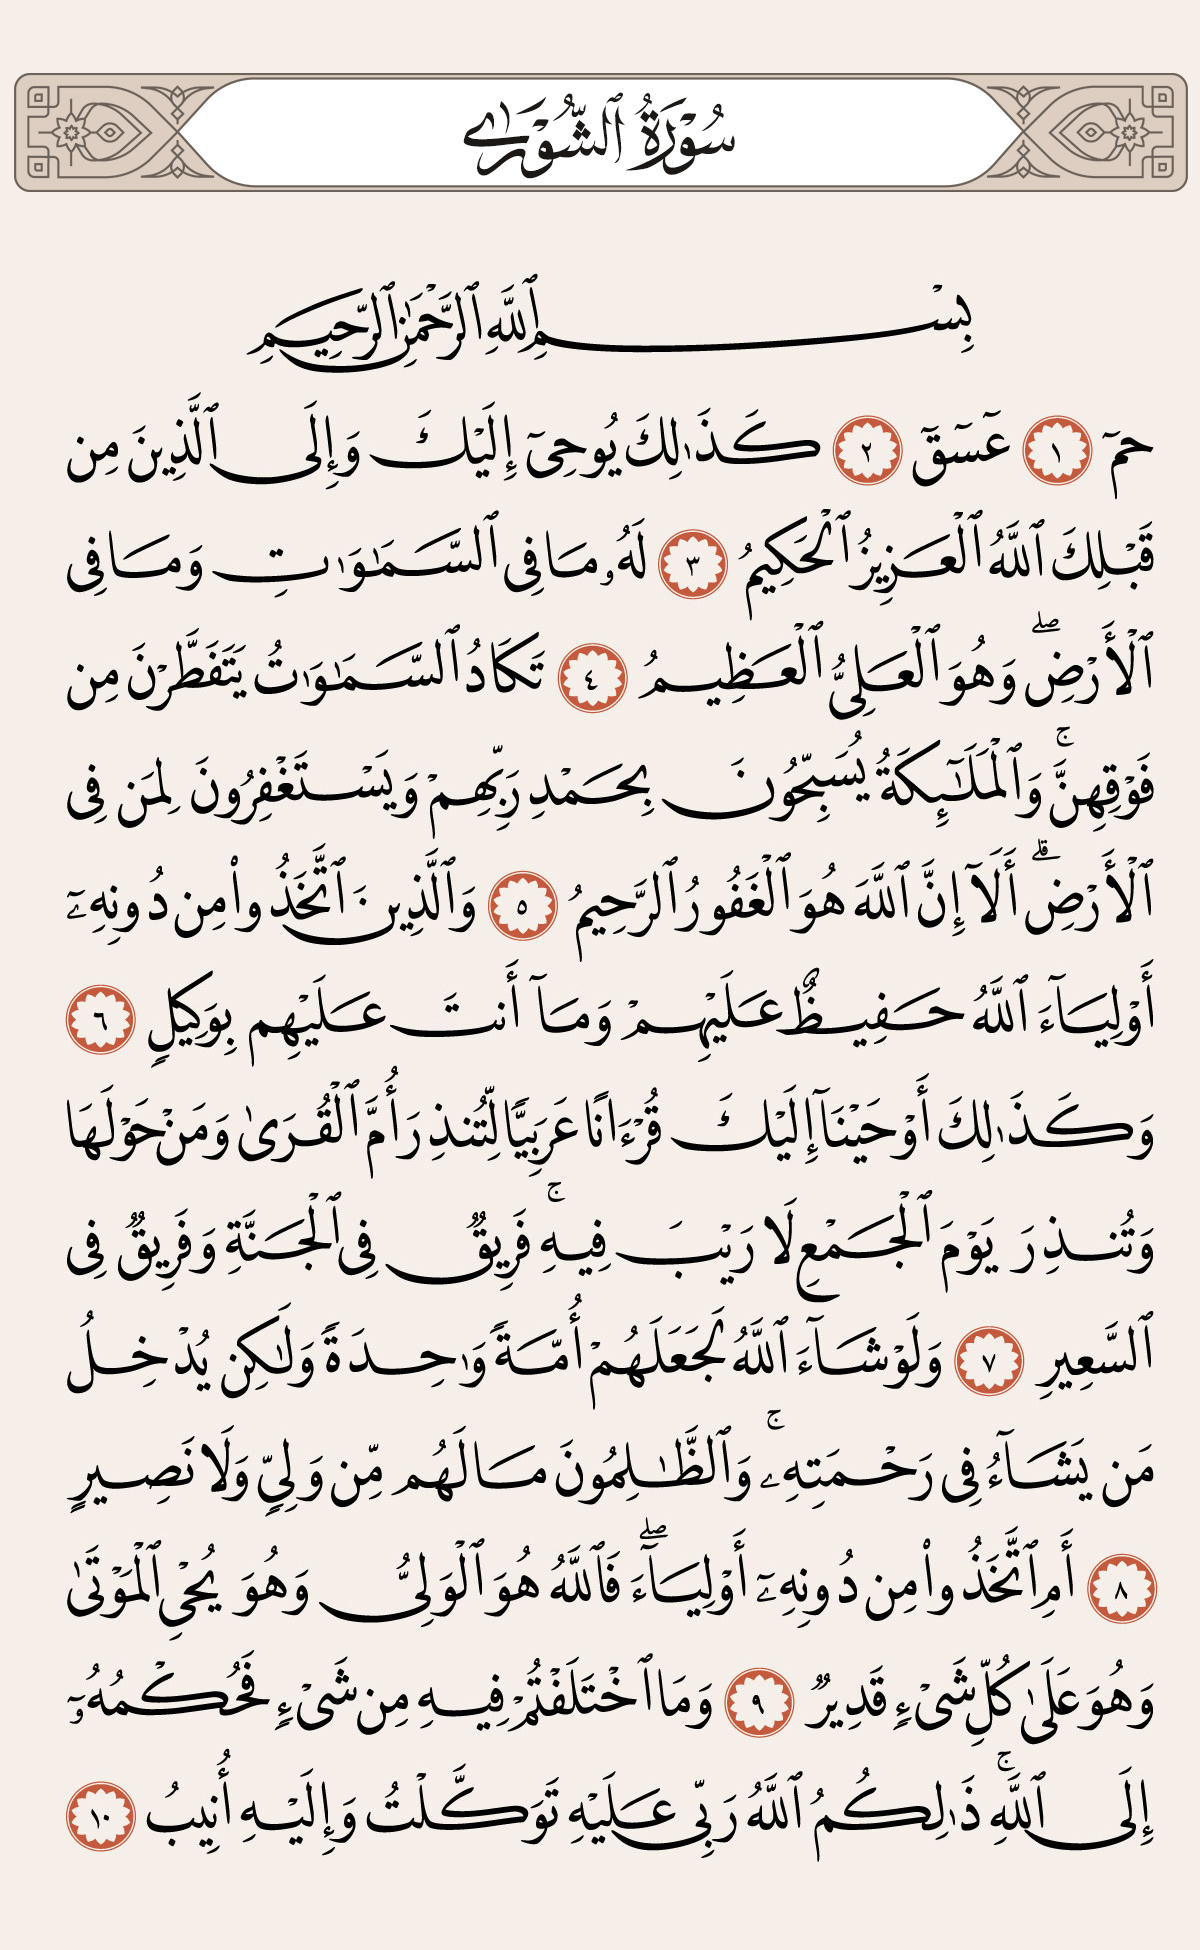 سُورَةُ ٱلشُّورَىٰ
بِسْمِ ٱللَّهِ ٱلرَّحْمَٰنِ ٱلرَّحِيمِ
حمٓ ١ عٓسٓقٓ ٢ كَذَٰلِكَ يُوحِىٓ إِلَيْكَ وَإِلَى ٱلَّذِينَ مِن
قَبْلِكَ ٱللَّهُ ٱلْعَزِيزُ ٱلْحَكِيمُ ٣ لَهُۥ مَا فِى ٱلسَّمَٰوَٰتِ وَمَا فِى
ٱلْأَرْضِۖ وَهُوَ ٱلْعَلِىُّ ٱلْعَظِيمُ ٤ تَكَادُ ٱلسَّمَٰوَٰتُ يَتَفَطَّرْنَ مِن
فَوْقِهِنَّۚ وَٱلْمَلَٰٓئِكَةُ يُسَبِّحُونَ بِحَمْدِ رَبِّهِمْ وَيَسْتَغْفِرُونَ لِمَن فِى
ٱلْأَرْضِۗ أَلَآ إِنَّ ٱللَّهَ هُوَ ٱلْغَفُورُ ٱلرَّحِيمُ ٥ وَٱلَّذِينَ ٱتَّخَذُوا۟ مِن دُونِهِۦٓ
أَوْلِيَآءَ ٱللَّهُ حَفِيظٌ عَلَيْهِمْ وَمَآ أَنتَ عَلَيْهِم بِوَكِيلٍ ٦
وَكَذَٰلِكَ أَوْحَيْنَآ إِلَيْكَ قُرْءَانًا عَرَبِيًّا لِّتُنذِرَ أُمَّ ٱلْقُرَىٰ وَمَنْ حَوْلَهَا
وَتُنذِرَ يَوْمَ ٱلْجَمْعِ لَا رَيْبَ فِيهِۚ فَرِيقٌ فِى ٱلْجَنَّةِ وَفَرِيقٌ فِى
ٱلسَّعِيرِ ٧ وَلَوْ شَآءَ ٱللَّهُ لَجَعَلَهُمْ أُمَّةً وَٰحِدَةً وَلَٰكِن يُدْخِلُ
مَن يَشَآءُ فِى رَحْمَتِهِۦۚ وَٱلظَّٰلِمُونَ مَا لَهُم مِّن وَلِىٍّ وَلَا نَصِيرٍ
٨ أَمِ ٱتَّخَذُوا۟ مِن دُونِهِۦٓ أَوْلِيَآءَۖ فَٱللَّهُ هُوَ ٱلْوَلِىُّ وَهُوَ يُحْىِ ٱلْمَوْتَىٰ
وَهُوَ عَلَىٰ كُلِّ شَىْءٍ قَدِيرٌ ٩ وَمَا ٱخْتَلَفْتُمْ فِيهِ مِن شَىْءٍ فَحُكْمُهُۥٓ
إِلَى ٱللَّهِۚ ذَٰلِكُمُ ٱللَّهُ رَبِّى عَلَيْهِ تَوَكَّلْتُ وَإِلَيْهِ أُنِيبُ ١٠